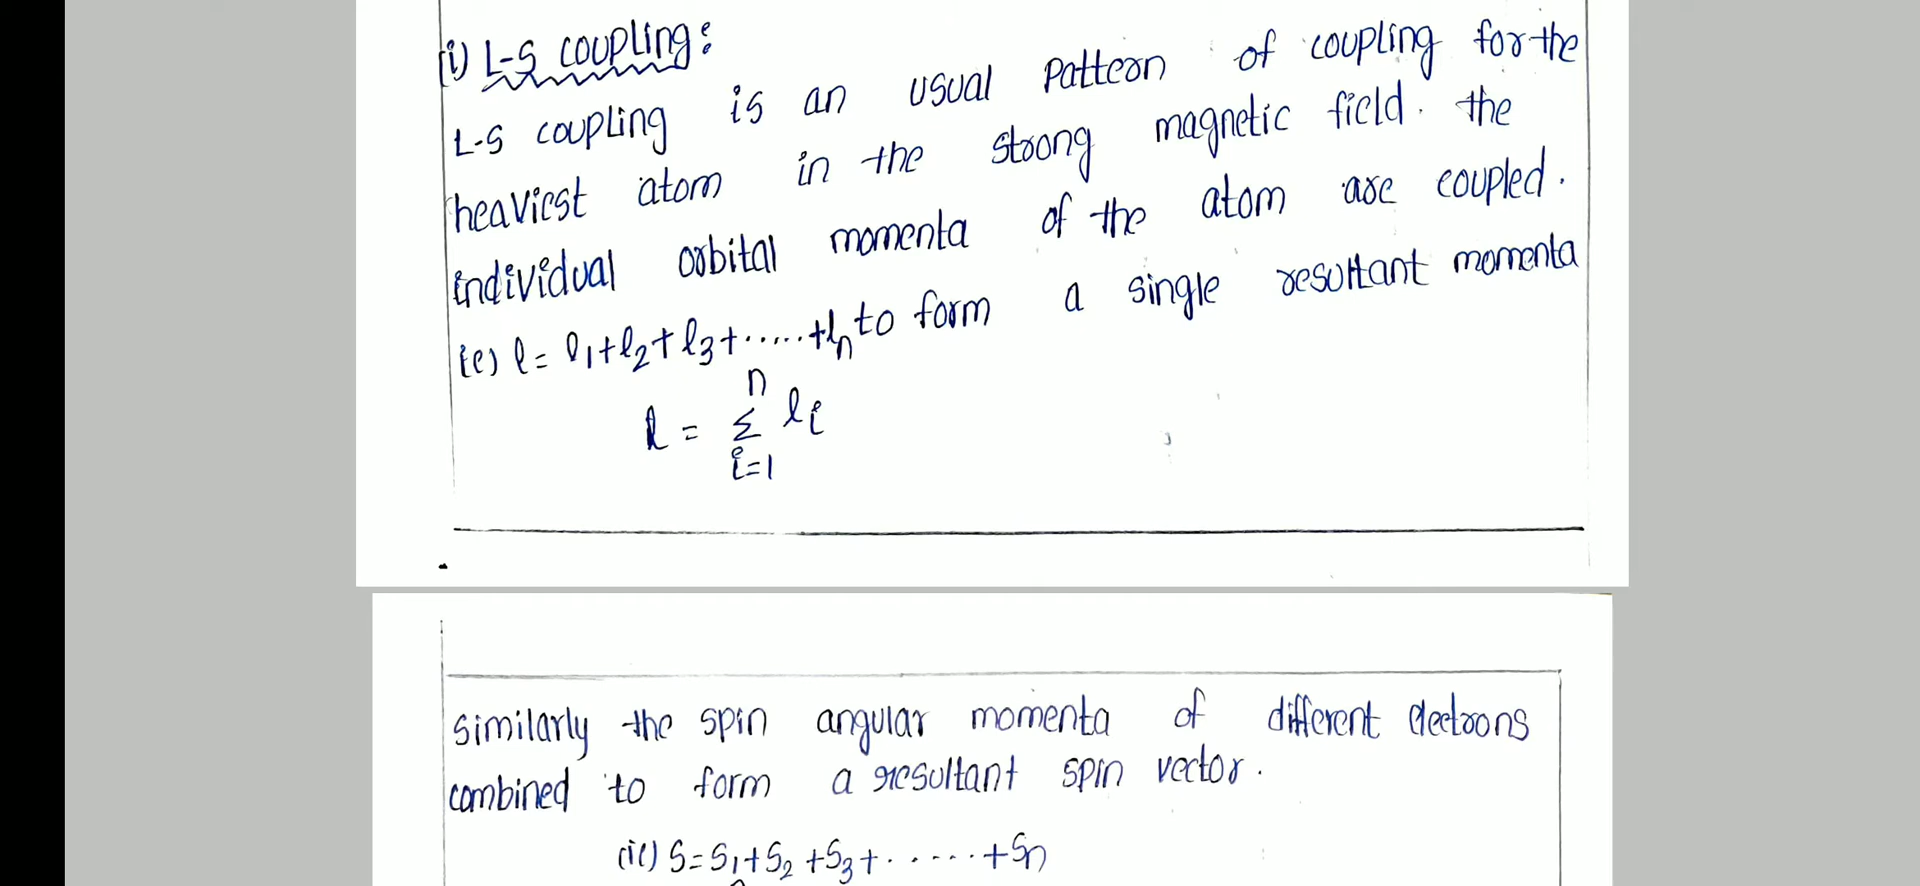 (i) L-S coupling:
L-S coupling is an usual Pattern of coupling for the
heaviest atom in the strong magnetic field. the
individual orbital momenta of the atom are coupled.
(ie) l = l1+l2+l3+.....+ln to form a single resultant momenta
l = n Σ i=1 li
similarly the spin angular momenta of different electrons
combined to form a resultant spin vector.
(ie) S=S1+S2+S3+......+Sn